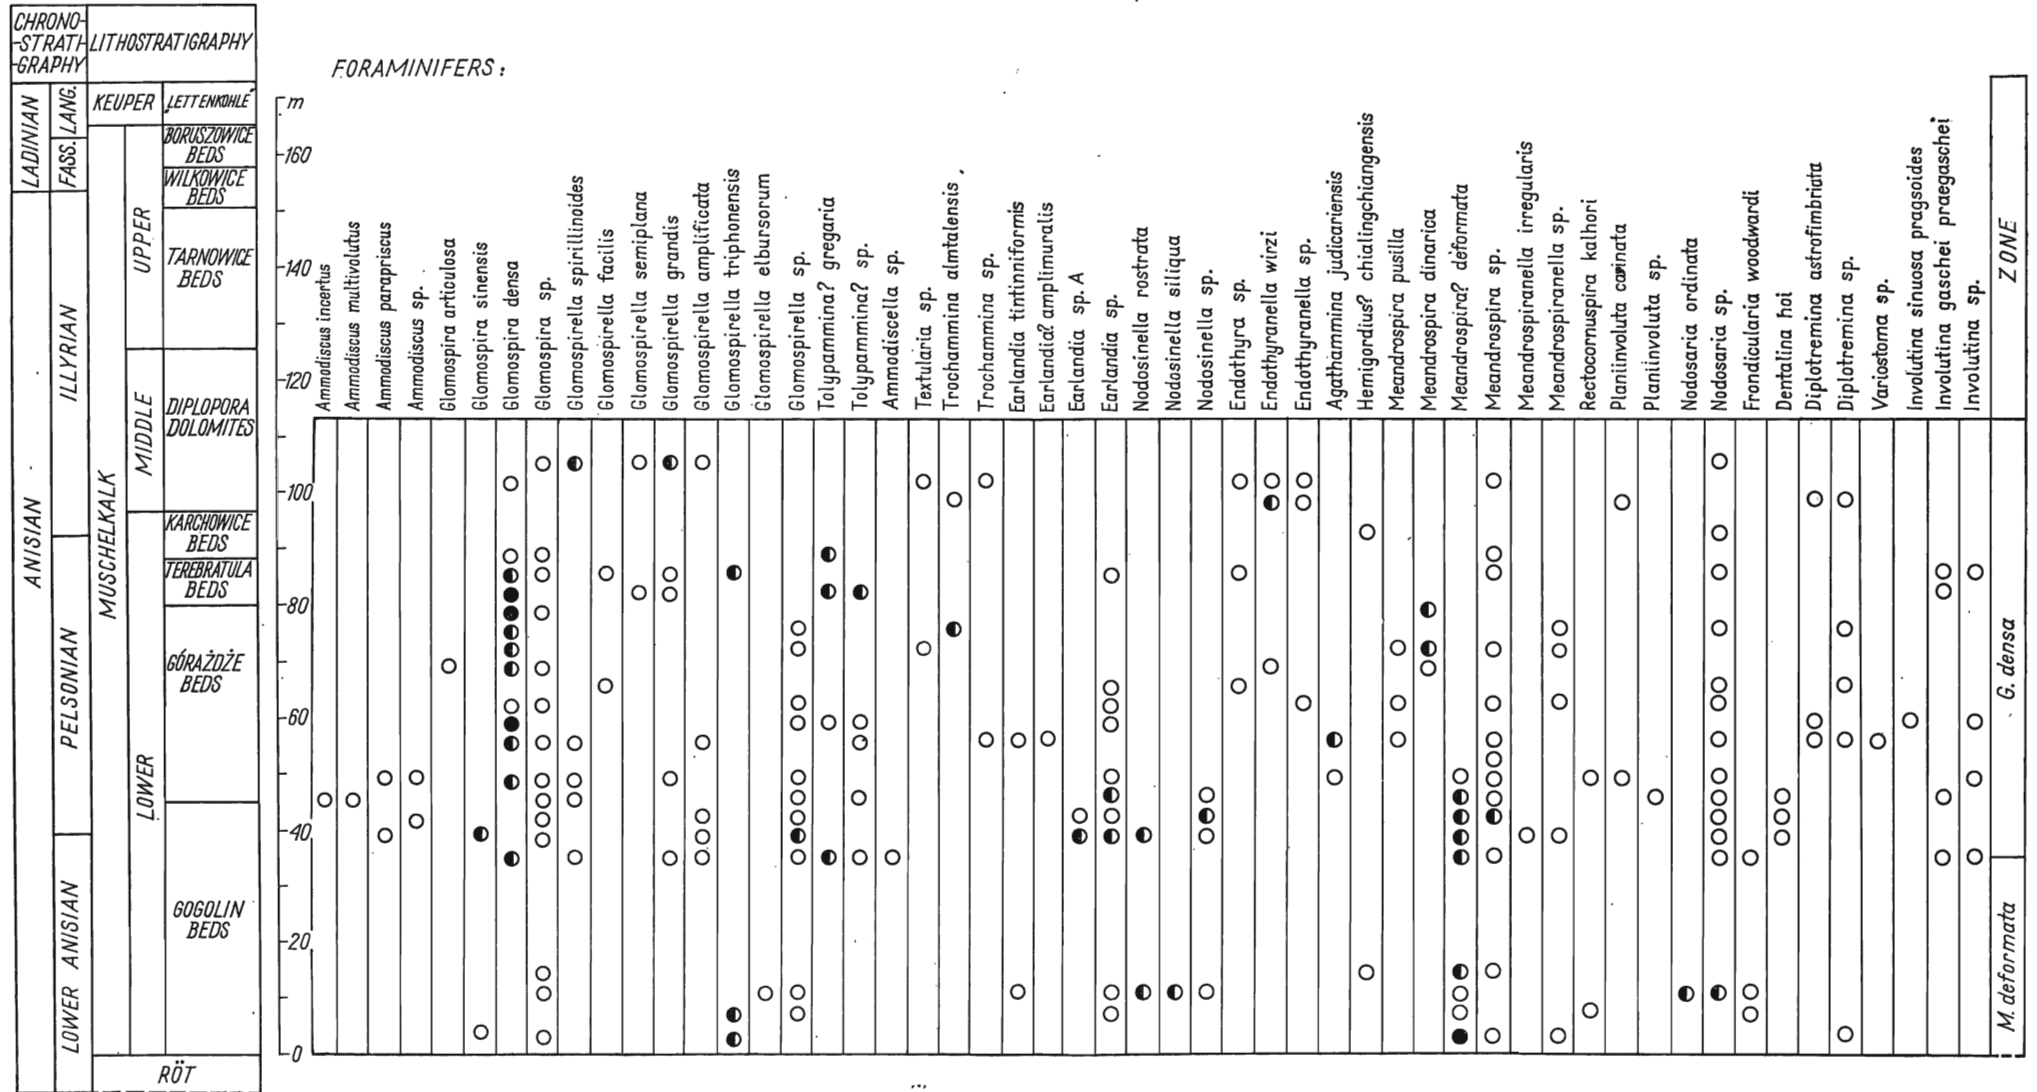 CHRONO-
-STRATI-
-GRAPHY
LITHOSTRATIGRAPHY
FORAMINIFERS:
LADINIAN
LANG.
FASS.
KEUPER
"LETTENKOHLE"
BORUSZOWICE
BEDS
WILKOWICE
BEDS
UPPER
TARNOWICE
BEDS
ANISIAN
ILLYRIAN
MUSCHELKALK
MIDDLE
DIPLOPORA
DOLOMITES
KARCHOWICE
BEDS
TEREBRATULA
BEDS
PELSONIAN
LOWER
GÓRAŻDŻE
BEDS
LOWER ANISIAN
GOGOLIN
BEDS
RÖT
m
160
140
120
100
80
60
40
20
0
Ammodiscus incertus
Ammodiscus multivolutus
Ammodiscus parapriscus
Ammodiscus sp.
Glomospira articulosa
Glomospira sinensis
Glomospira densa
Glomospira sp.
Glomospirella spirillinoides
Glomospirella facilis
Glomospirella semiplana
Glomospirella grandis
Glomospirella amplificata
Glomospirella triphonensis
Glomospirella elbursorum
Glomospirella sp.
Tolypammina? gregaria
Tolypammina? sp.
Ammodiscella sp.
Textularia sp.
Trochammina almtalensis
Trochammina sp.
Earlandia tintinniformis
Earlandia? amplimuralis
Earlandia sp. A
Earlandia sp.
Nodosinella rostrata
Nodosinella siliqua
Nodosinella sp.
Endothyra sp.
Endothyranella wirzi
Endothyranella sp.
Agathammina judicariensis
Hemigordius? chialingchiangensis
Meandrospira pusilla
Meandrospira dinarica
Meandrospira? deformata
Meandrospira sp.
Meandrospiranella irregularis
Meandrospiranella sp.
Rectocornuspira kalhori
Planiinvoluta carinata
Planiinvoluta sp.
Nodosaria ordinata
Nodosaria sp.
Frondicularia woodwardi
Dentalina hoi
Diplotremina astrofimbriata
Diplotremina sp.
Variostoma sp.
Involutina sinuosa pragsoides
Involutina gaschei praegaschei
Involutina sp.
ZONE
G. densa
M. deformata